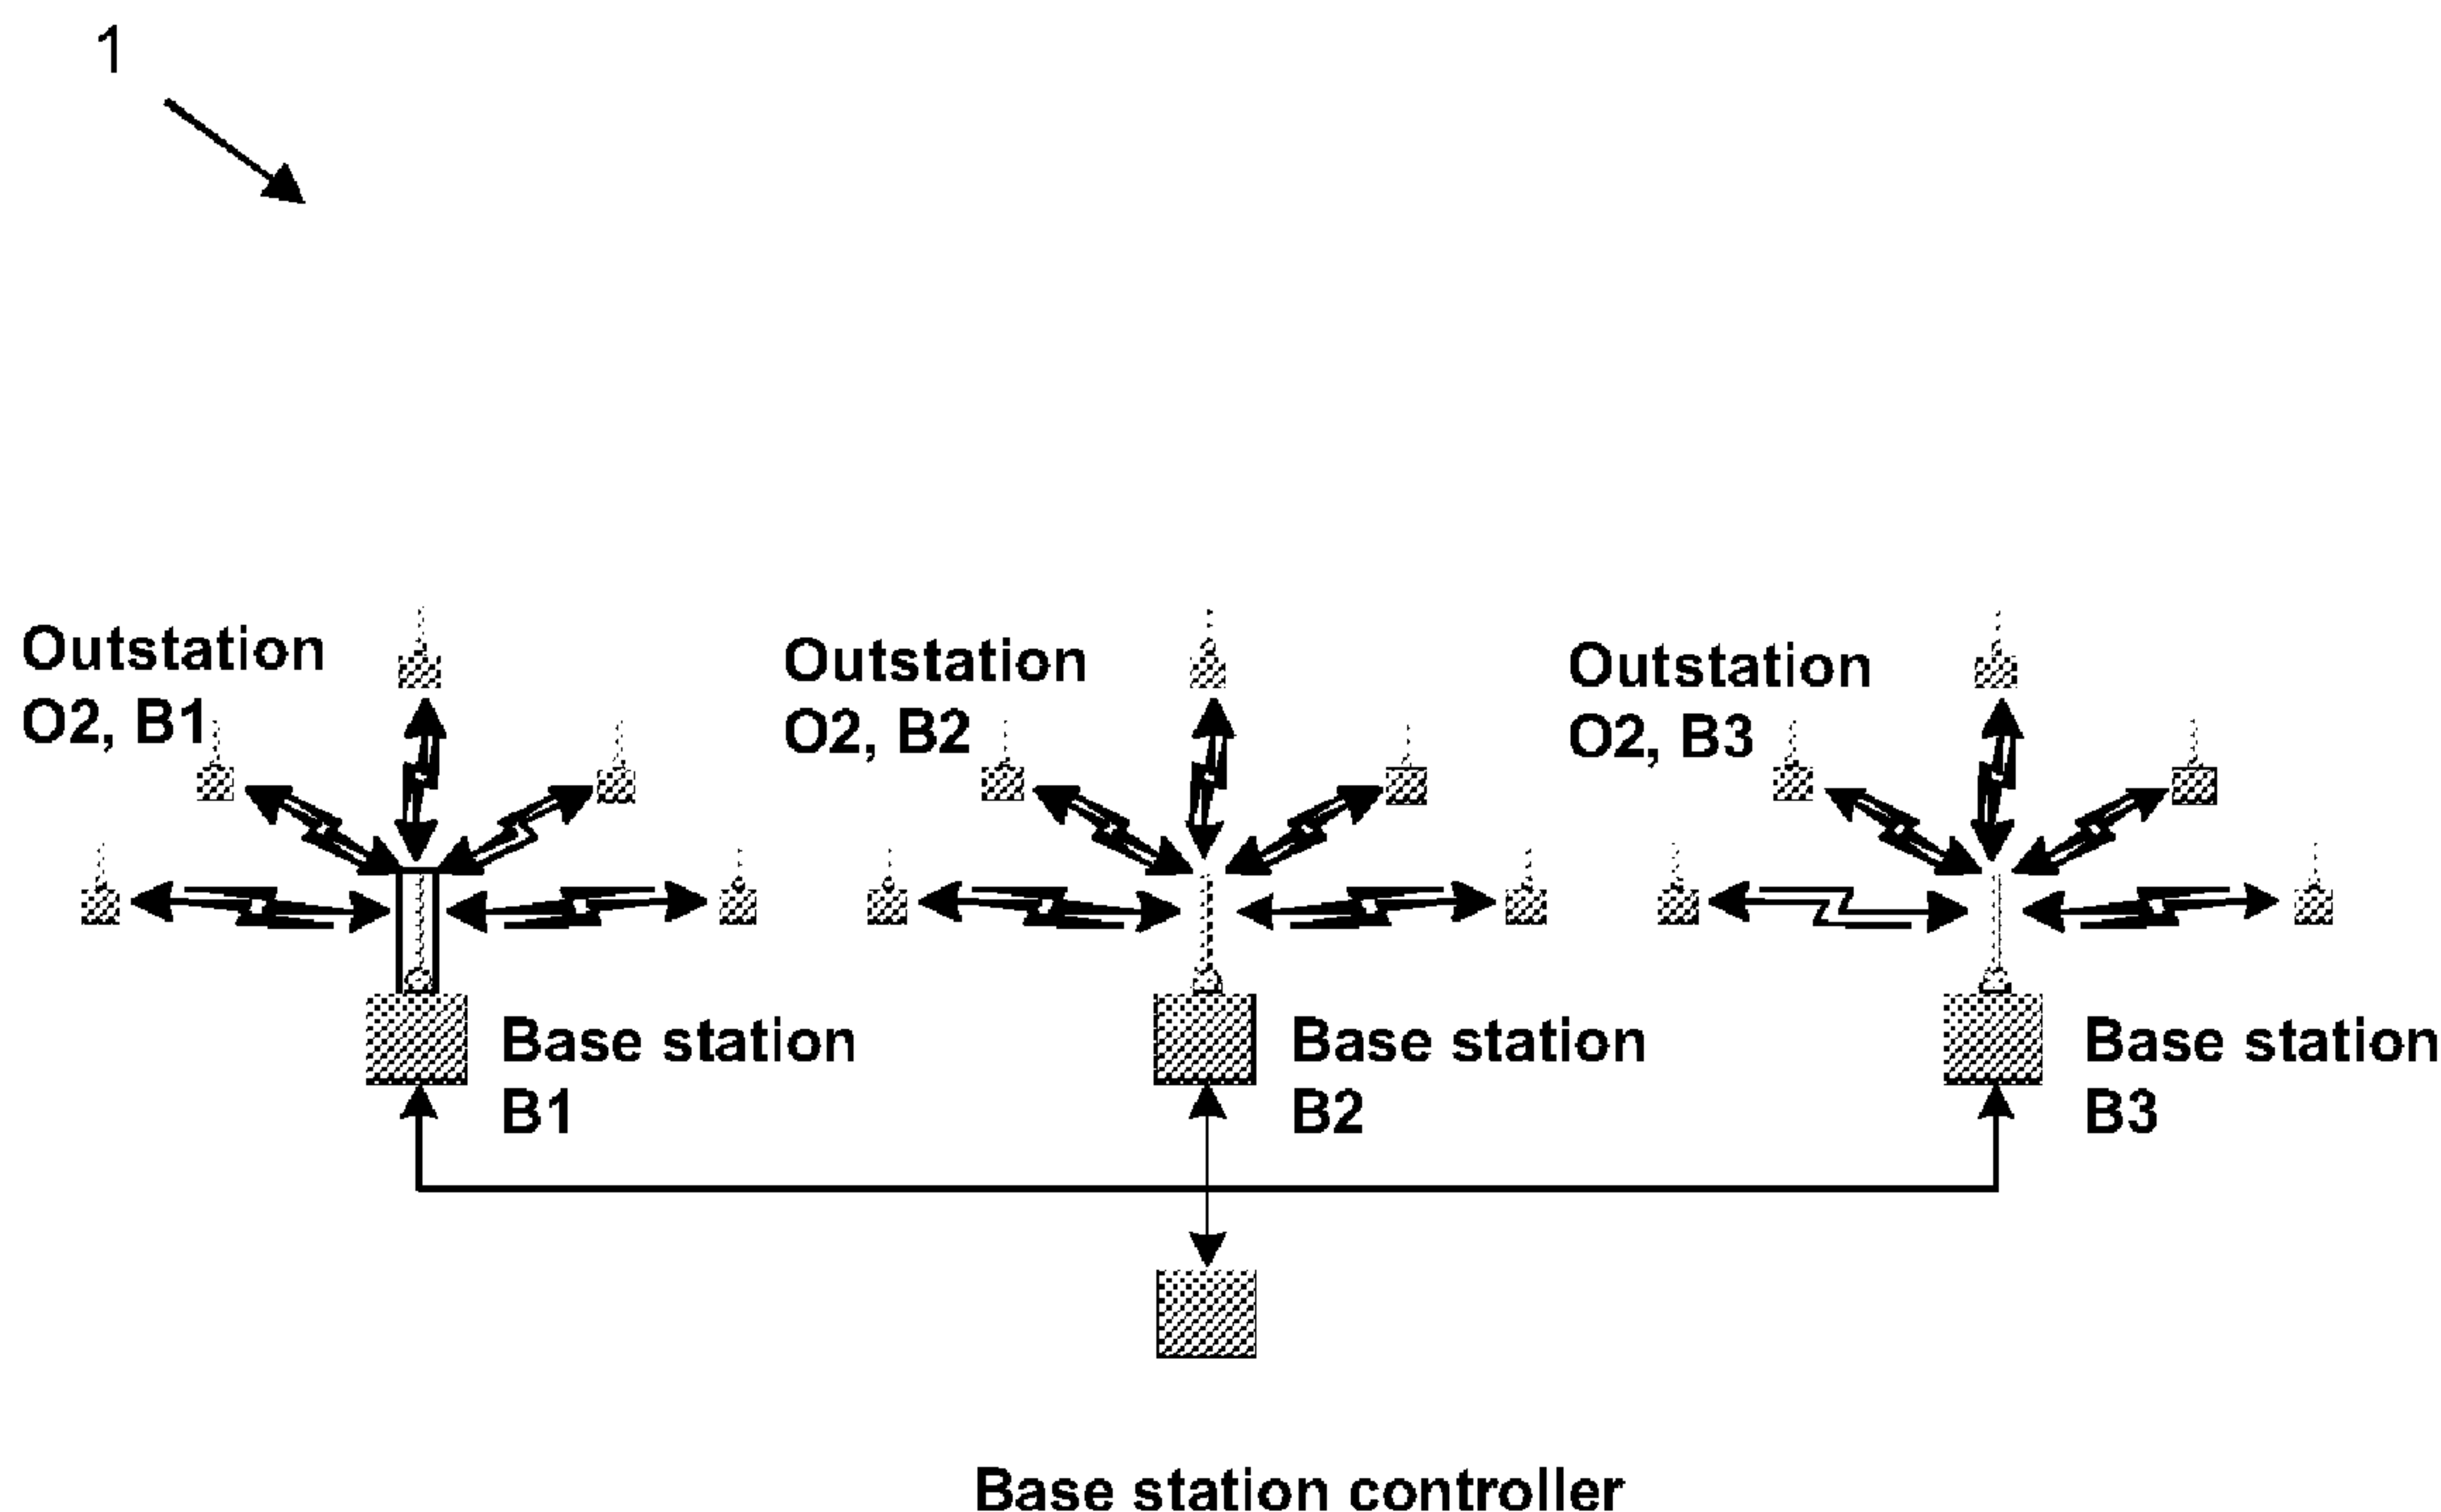 1
Outstation
O2, B1
Outstation
O2, B2
Outstation
O2, B3
Base station
B1
Base station
B2
Base station
B3
Base station controller